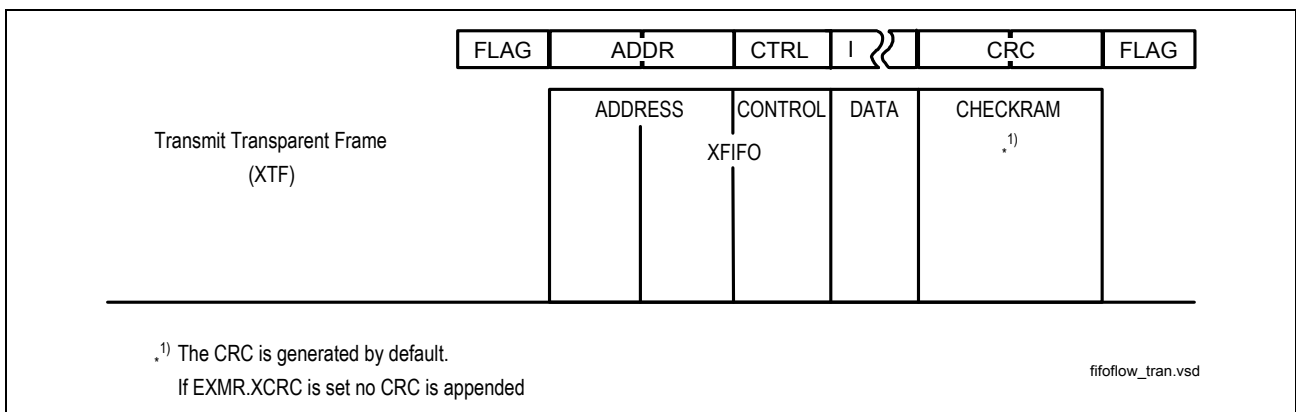 FLAG ADDR CTRL I CRC FLAG
ADDRESS CONTROL DATA CHECKRAM
Transmit Transparent Frame XFIFO *1)
(XTF)
*1) The CRC is generated by default.
If EXMR.XCRC is set no CRC is appended
fifoflow_tran.vsd